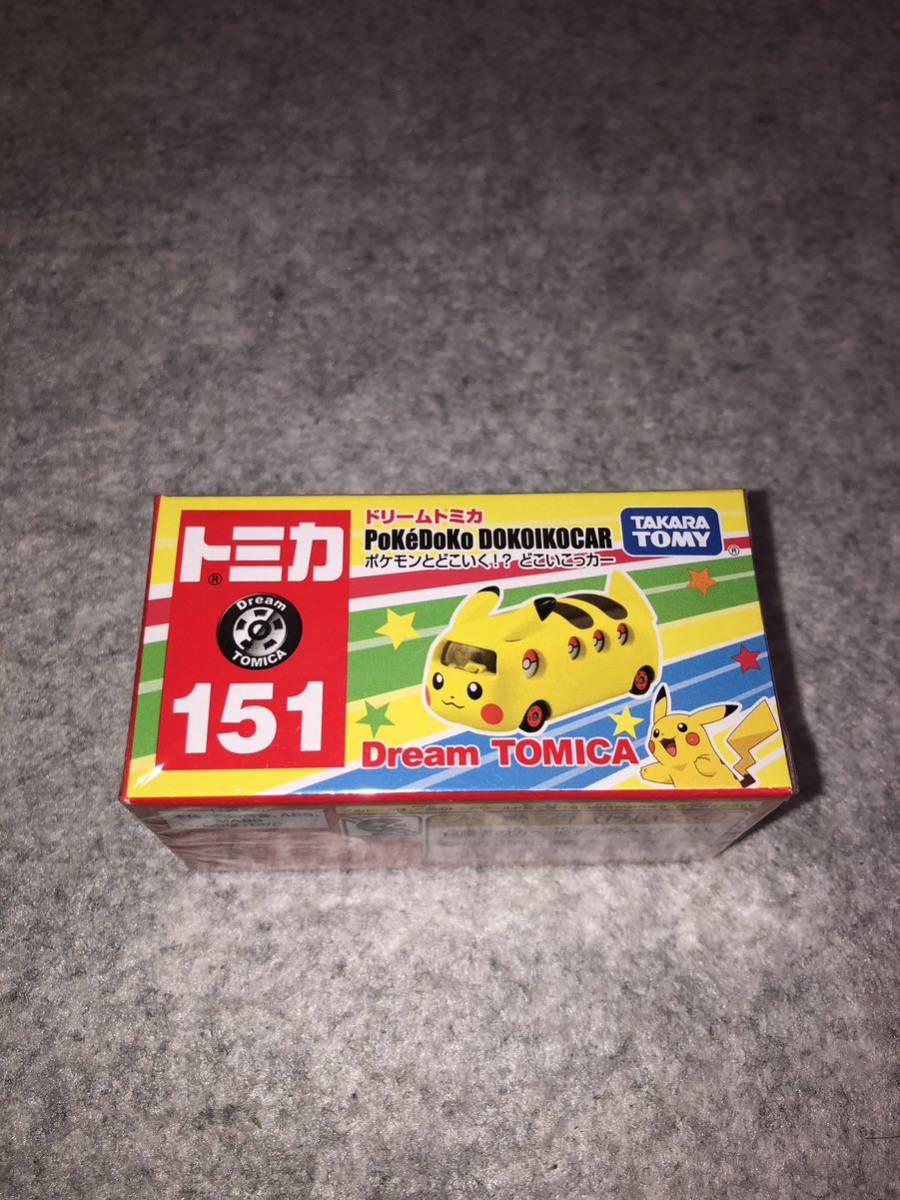 トミカ
®
Dream
TOMICA
151
ドリームトミカ
PoKéDoKo DOKOIKOCAR
ポケモンとどこいく!? どこいこっカー
TAKARA
TOMY
®
Dream TOMICA